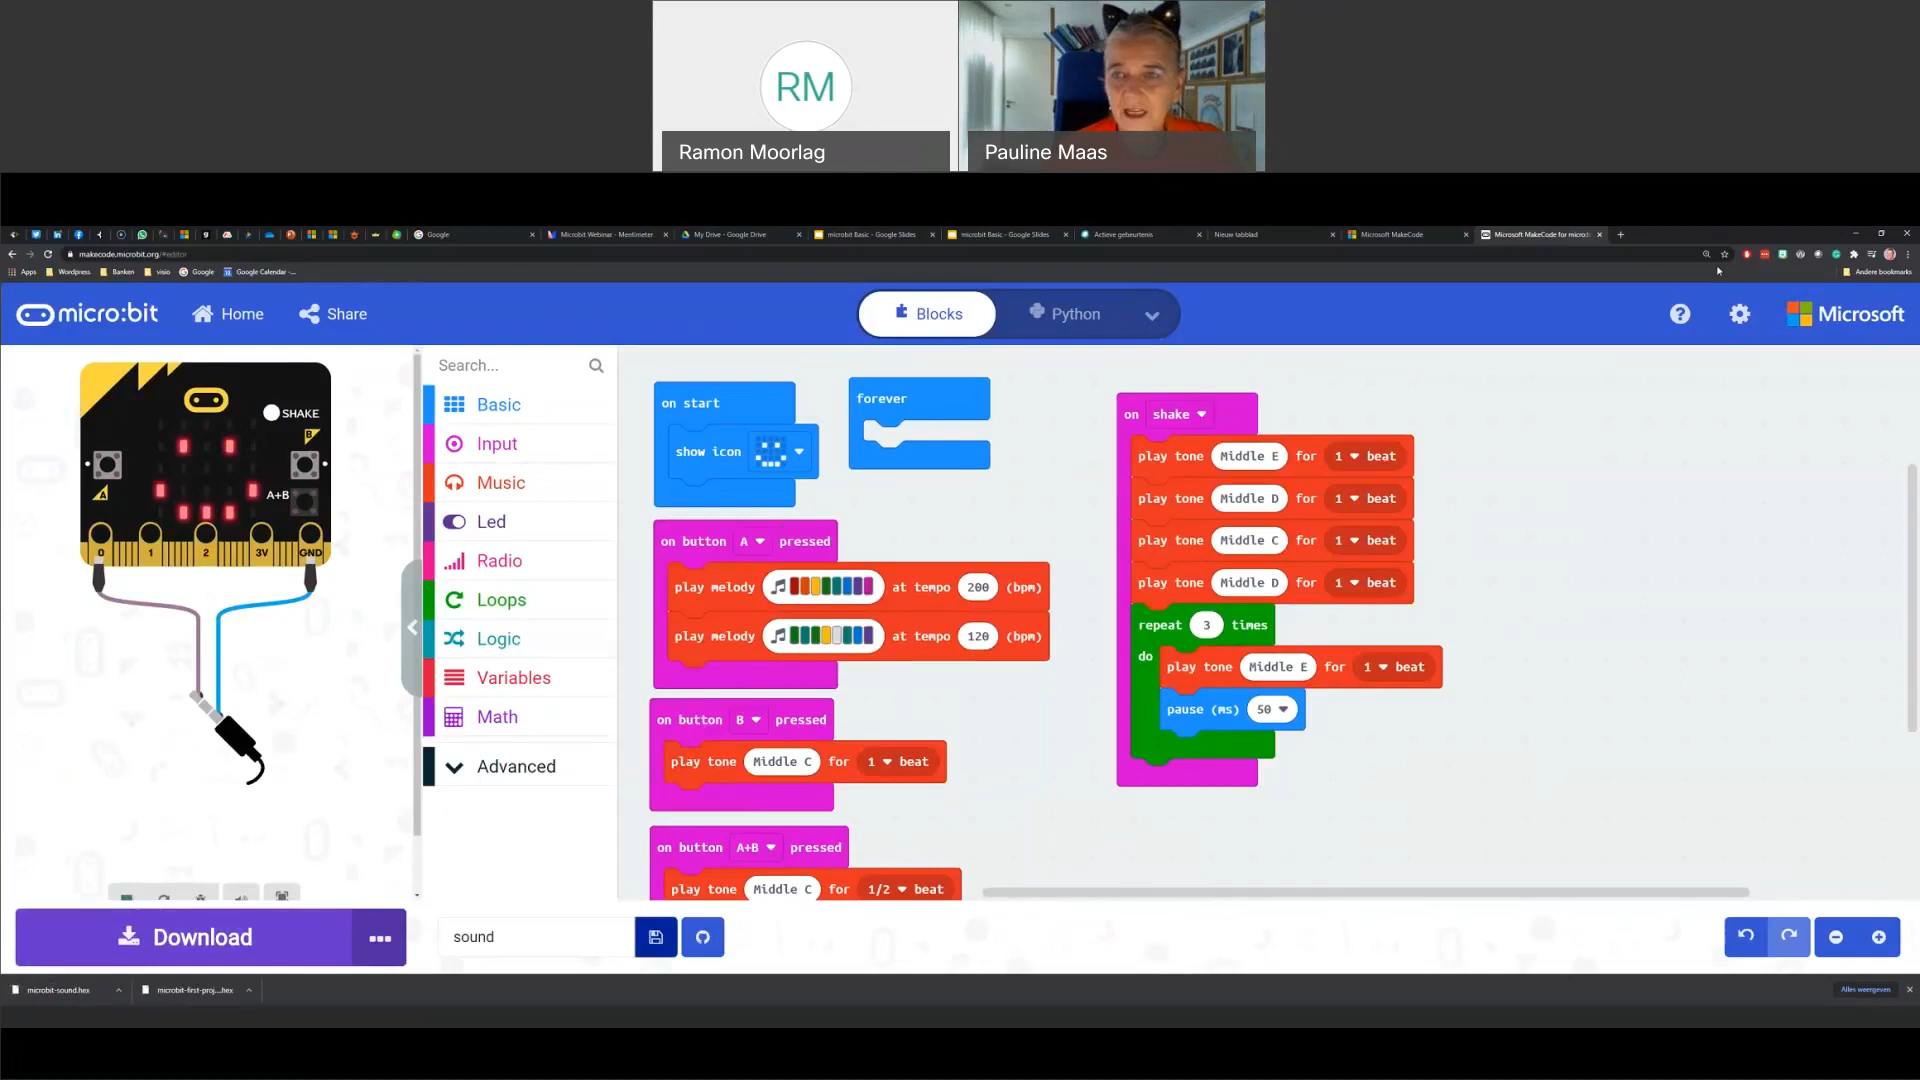 RM
Ramon Moorlag
Pauline Maas
Google
Microbit Webinar - Mentimeter
My Drive - Google Drive
microbit Basic - Google Slides
microbit Basic - Google Slides
Actieve gebeurtenis
Nieuw tabblad
Microsoft MakeCode
Microsoft MakeCode for micro:
makecode.microbit.org/#editor
Apps
Wordpress
Banken
visio
Google
Google Calendar -...
Andere bookmarks
micro:bit
Home
Share
Blocks
Python
Microsoft
SHAKE
B
A
A+B
0 1 2 3V GND
Search...
Basic
Input
Music
Led
Radio
Loops
Logic
Variables
Math
Advanced
on start
show icon
forever
on button A pressed
play melody at tempo 200 (bpm)
play melody at tempo 120 (bpm)
on button B pressed
play tone Middle C for 1 beat
on button A+B pressed
play tone Middle C for 1/2 beat
on shake
play tone Middle E for 1 beat
play tone Middle D for 1 beat
play tone Middle C for 1 beat
play tone Middle D for 1 beat
repeat 3 times
do
play tone Middle E for 1 beat
pause (ms) 50
Download
sound
microbit-sound.hex
microbit-first-proj....hex
Alles weergeven